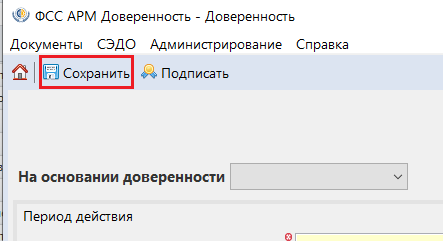 ФСС АРМ Доверенность - Доверенность
Документы СЭДО Администрирование Справка
Сохранить Подписать
На основании доверенности
Период действия